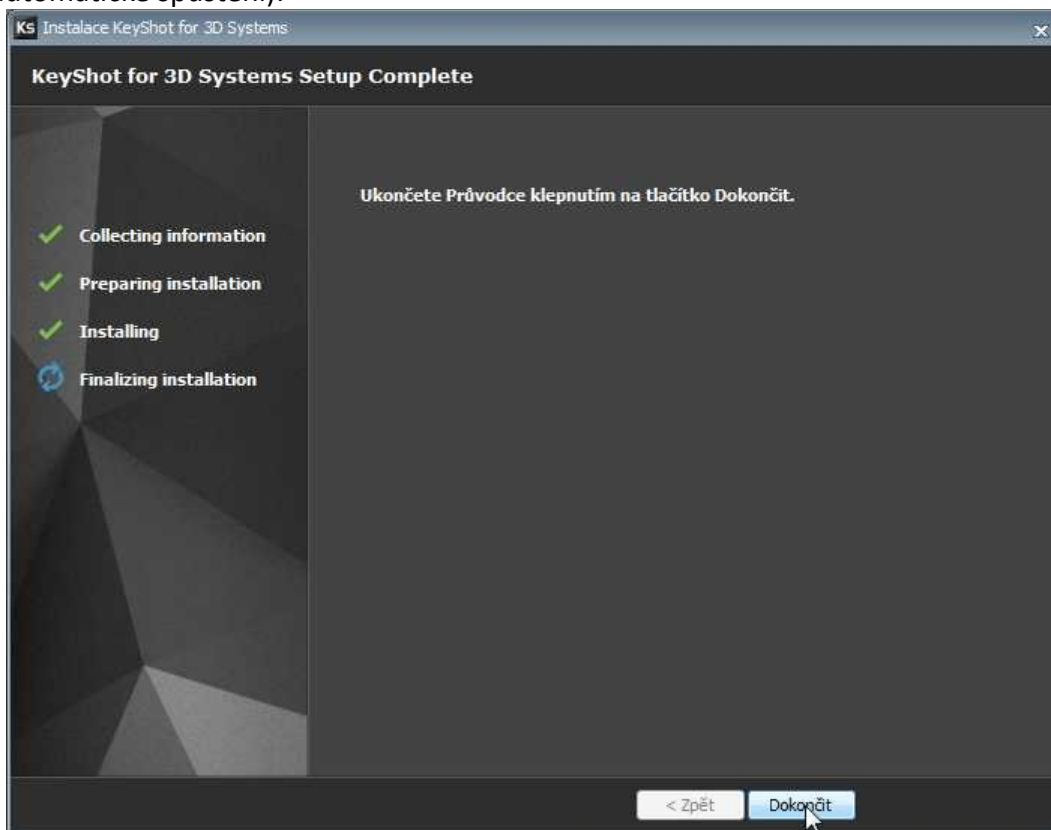 Ks Instalace KeyShot for 3D Systems
KeyShot for 3D Systems Setup Complete
Ukončete Průvodce klepnutím na tlačítko Dokončit.
Collecting information
Preparing installation
Installing
Finalizing installation
< Zpět
Dokončit